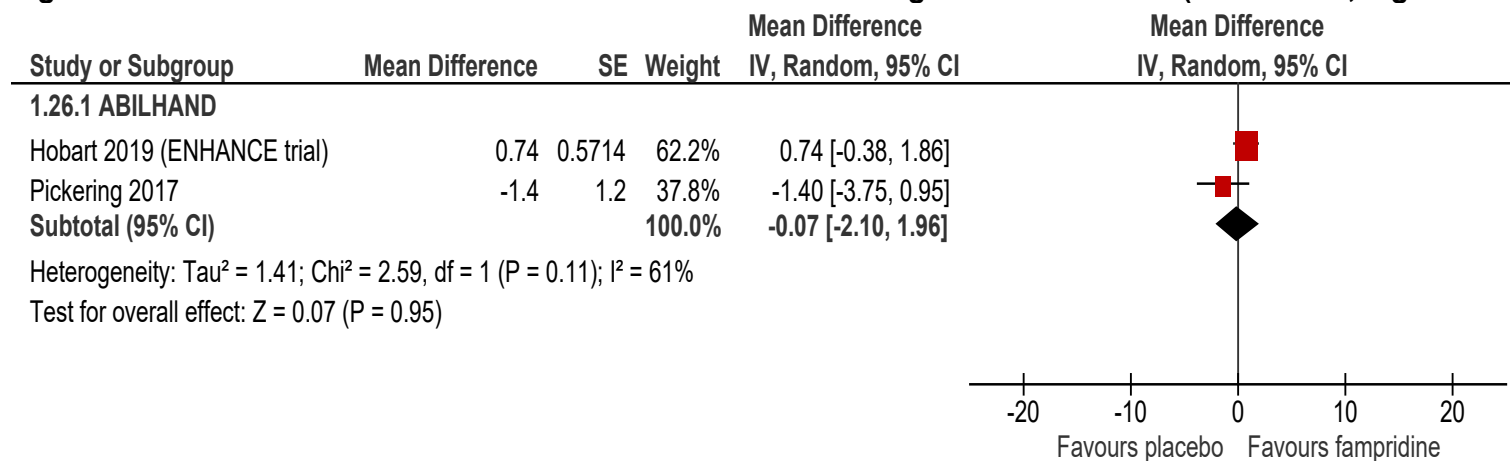 Mean Difference Mean Difference
Study or Subgroup Mean Difference SE Weight IV, Random, 95% CI IV, Random, 95% CI
1.26.1 ABILHAND
Hobart 2019 (ENHANCE trial) 0.74 0.5714 62.2% 0.74 [-0.38, 1.86]
Pickering 2017 -1.4 1.2 37.8% -1.40 [-3.75, 0.95]
Subtotal (95% CI) 100.0% -0.07 [-2.10, 1.96]
Heterogeneity: Tau² = 1.41; Chi² = 2.59, df = 1 (P = 0.11); I² = 61%
Test for overall effect: Z = 0.07 (P = 0.95)
-20 -10 0 10 20
Favours placebo Favours fampridine